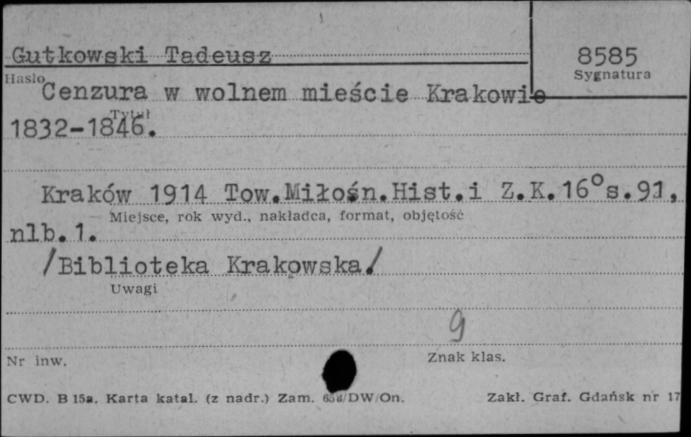 Gutkowski Tadeusz
8585
Hasło
Sygnatura
Cenzura w wolnem mieście Krakowie
1832-1846.
Tytuł
Kraków 1914 Tow.Miłośn.Hist.i Z.K.16°s.91,
Miejsce, rok wyd., nakładca, format, objętość
nlb.1.
/Biblioteka Krakowska/
Uwagi
9
Nr inw.
Znak klas.
CWD. B 15a. Karta katal. (z nadr.) Zam. DW/On.
Zakł. Graf. Gdańsk nr 17